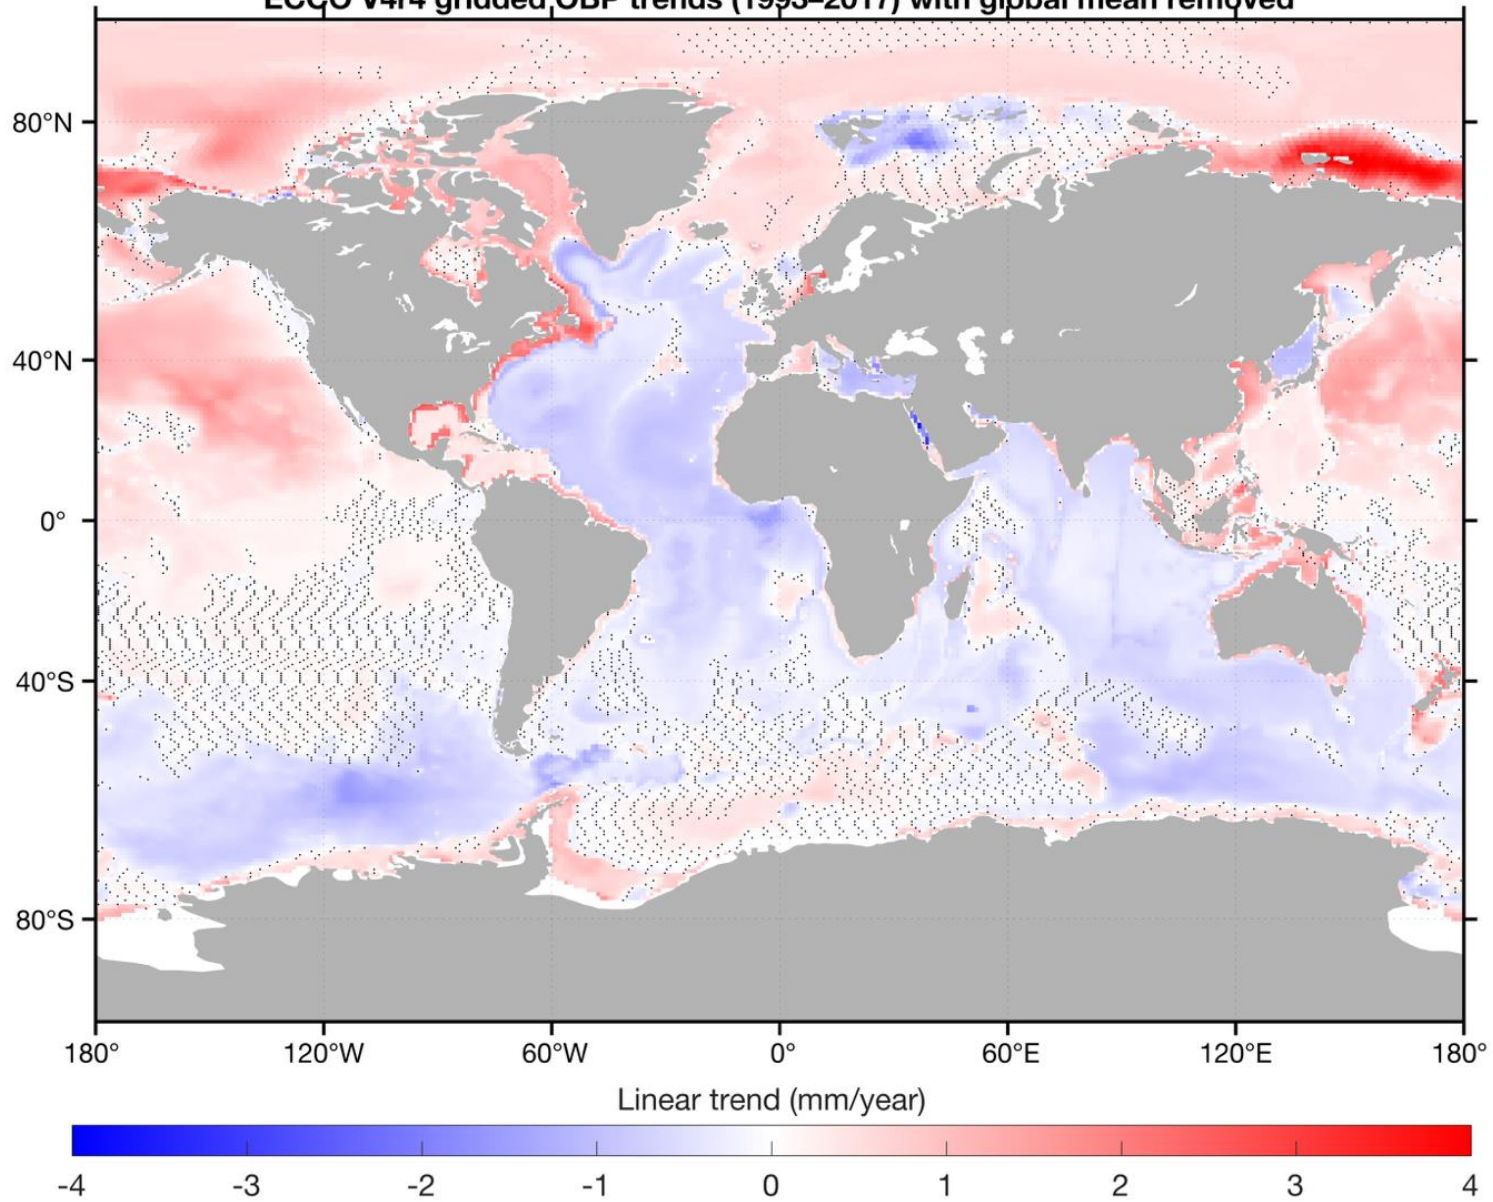 ECCO V4r4 gridded OBP trends (1993–2017) with global mean removed
80°N
40°N
0°
40°S
80°S
180° 120°W 60°W 0° 60°E 120°E 180°
Linear trend (mm/year)
-4 -3 -2 -1 0 1 2 3 4